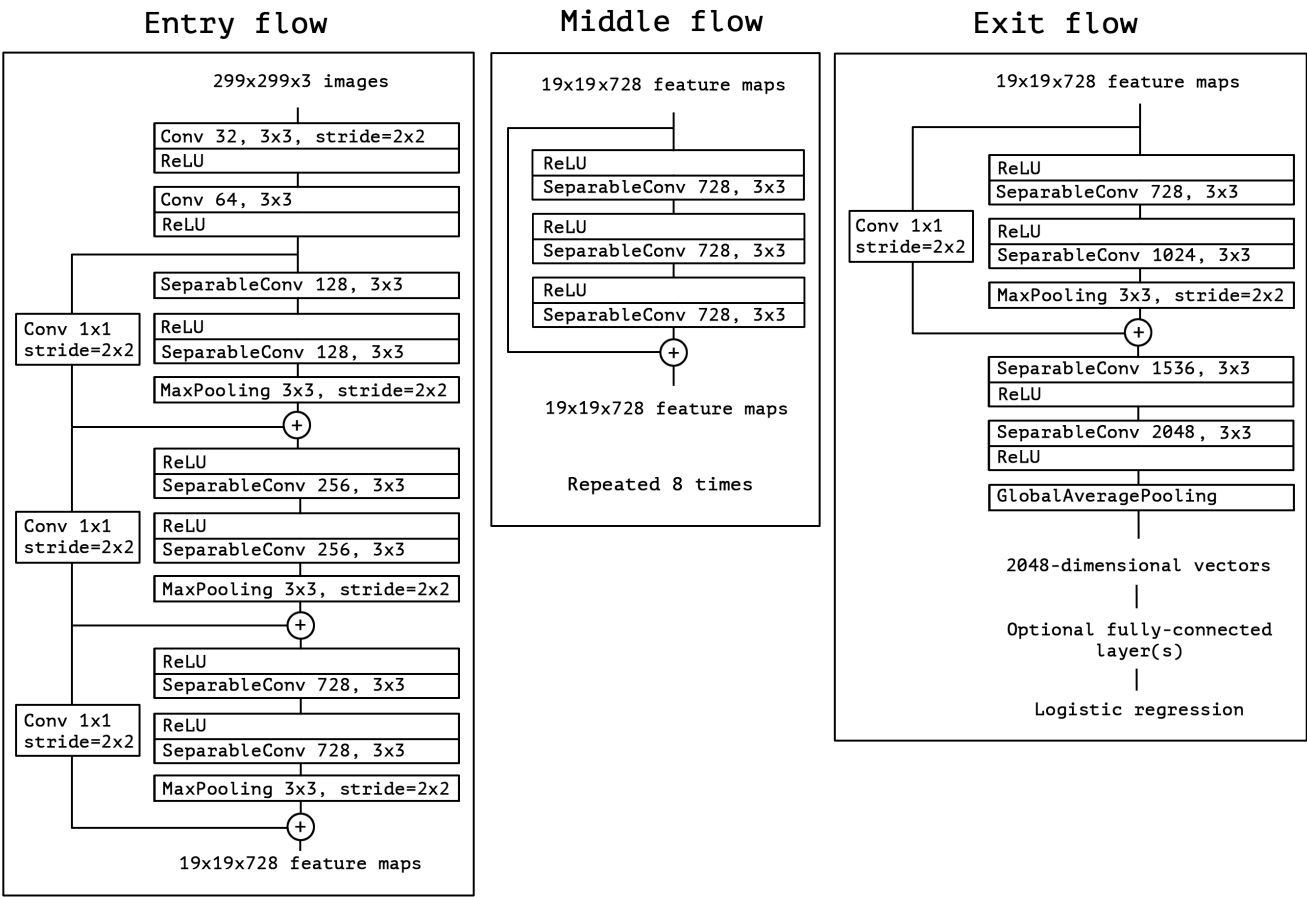 Entry flow
299x299x3 images
Conv 32, 3x3, stride=2x2
ReLU
Conv 64, 3x3
ReLU
SeparableConv 128, 3x3
Conv 1x1
stride=2x2
ReLU
SeparableConv 128, 3x3
MaxPooling 3x3, stride=2x2
+
ReLU
SeparableConv 256, 3x3
Conv 1x1
stride=2x2
ReLU
SeparableConv 256, 3x3
MaxPooling 3x3, stride=2x2
+
ReLU
SeparableConv 728, 3x3
Conv 1x1
stride=2x2
ReLU
SeparableConv 728, 3x3
MaxPooling 3x3, stride=2x2
+
19x19x728 feature maps
Middle flow
19x19x728 feature maps
ReLU
SeparableConv 728, 3x3
ReLU
SeparableConv 728, 3x3
ReLU
SeparableConv 728, 3x3
+
19x19x728 feature maps
Repeated 8 times
Exit flow
19x19x728 feature maps
ReLU
SeparableConv 728, 3x3
Conv 1x1
stride=2x2
ReLU
SeparableConv 1024, 3x3
MaxPooling 3x3, stride=2x2
+
SeparableConv 1536, 3x3
ReLU
SeparableConv 2048, 3x3
ReLU
GlobalAveragePooling
2048-dimensional vectors
Optional fully-connected
layer(s)
Logistic regression